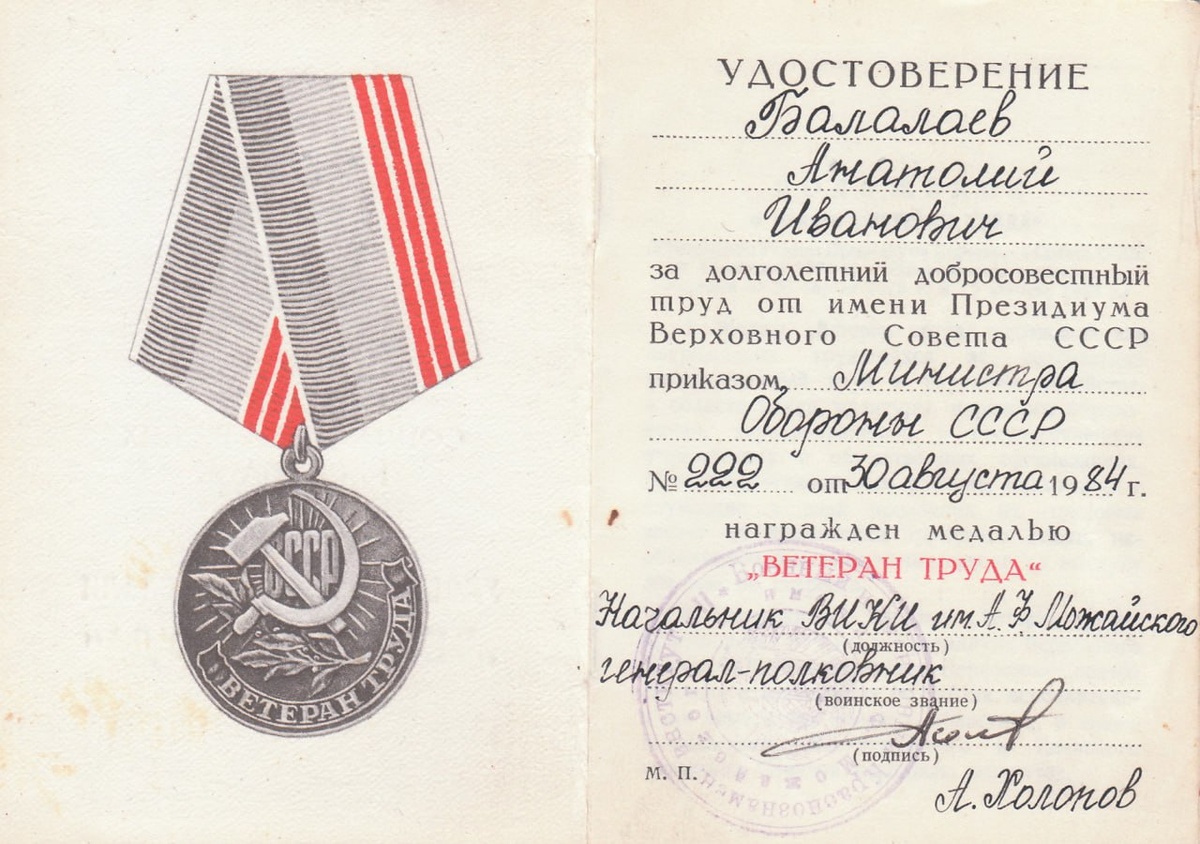 СССР
ВЕТЕРАН ТРУДА
УДОСТОВЕРЕНИЕ
Балалаев
Анатолий
Иванович
за долголетний добросовестный
труд от имени Президиума
Верховного Совета СССР
приказом Министра
Обороны СССР
№ 222 от 30 августа 1984 г.
награжден медалью
„ВЕТЕРАН ТРУДА“
Начальник ВИКИ им. А Ф Можайского
(должность)
генерал-полковник
(воинское звание)
(подпись)
М. П.
А. Холопов